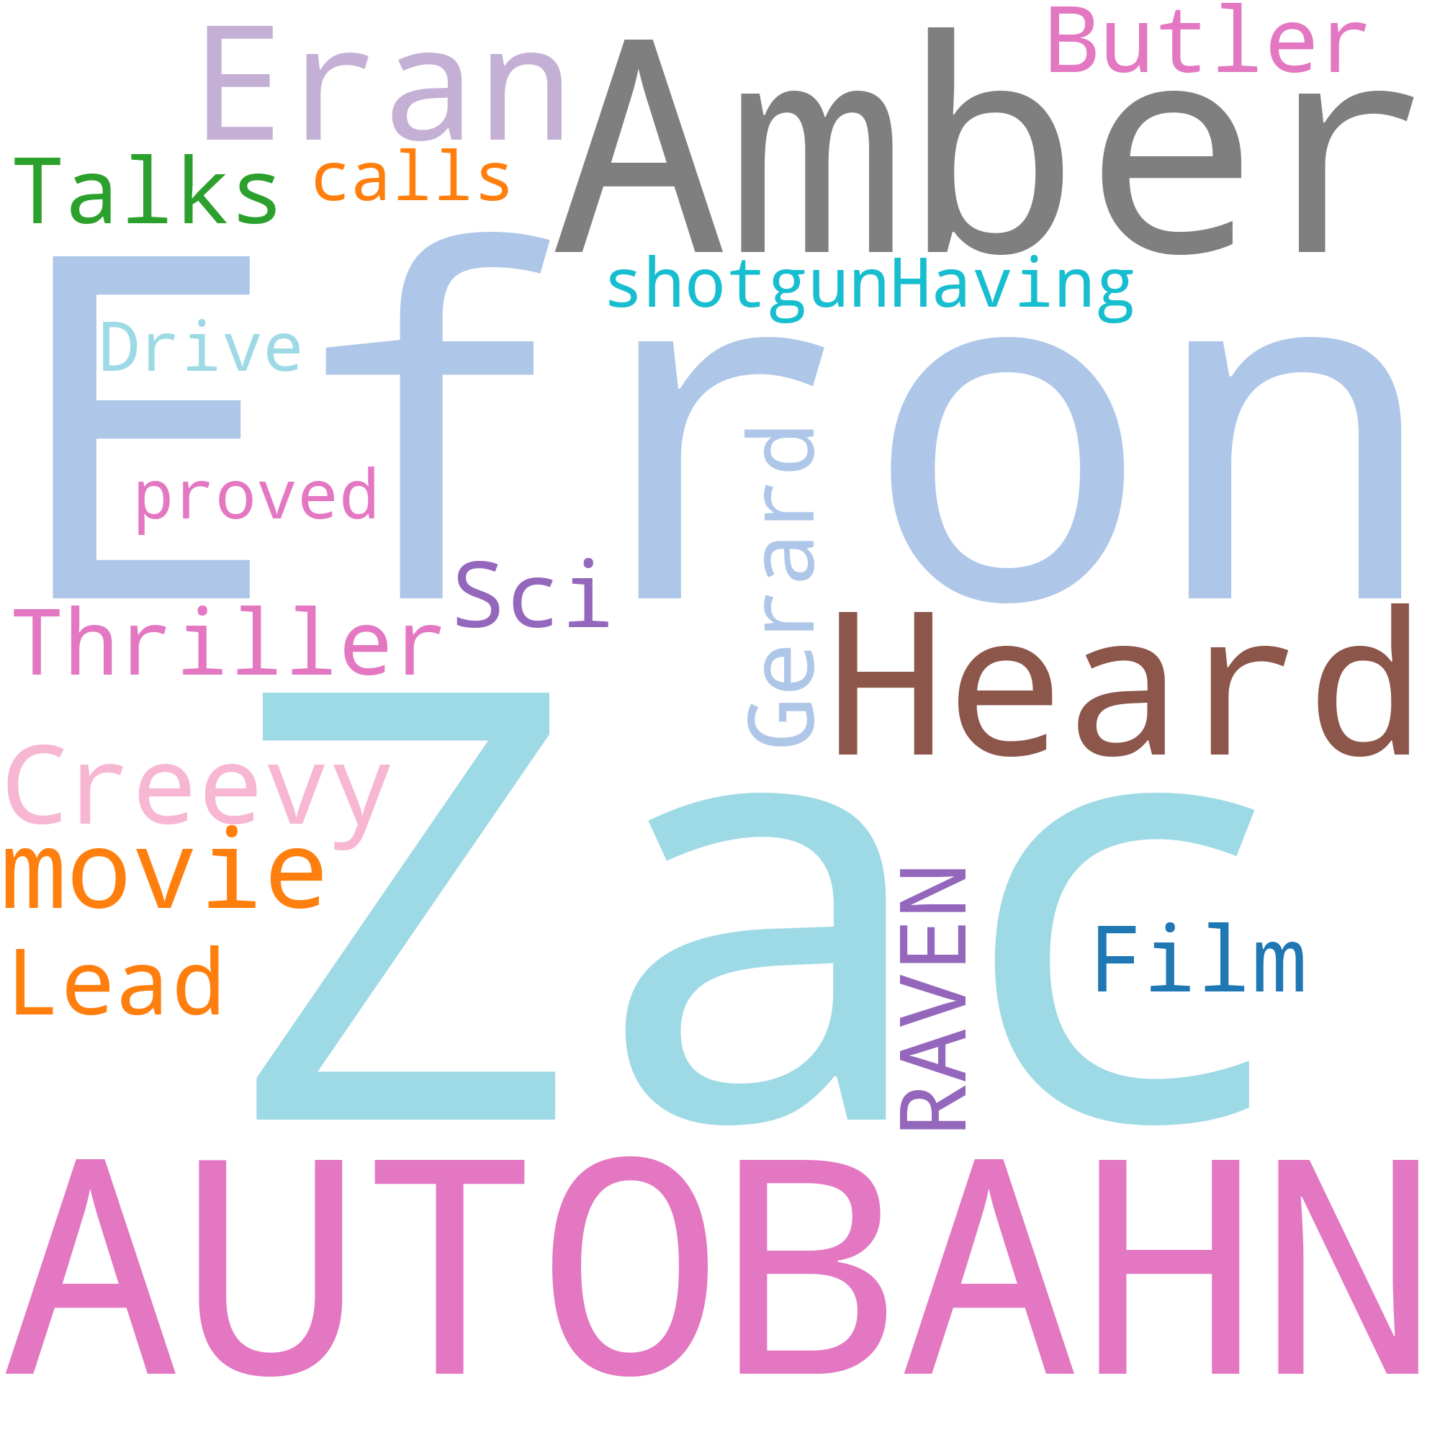 Butler
Eran
Amber
Talks
calls
shotgunHaving
Efron
Drive
proved
Gerard
Sci
Thriller
Heard
Zac
Creevy
movie
RAVEN
Film
Lead
AUTOBAHN